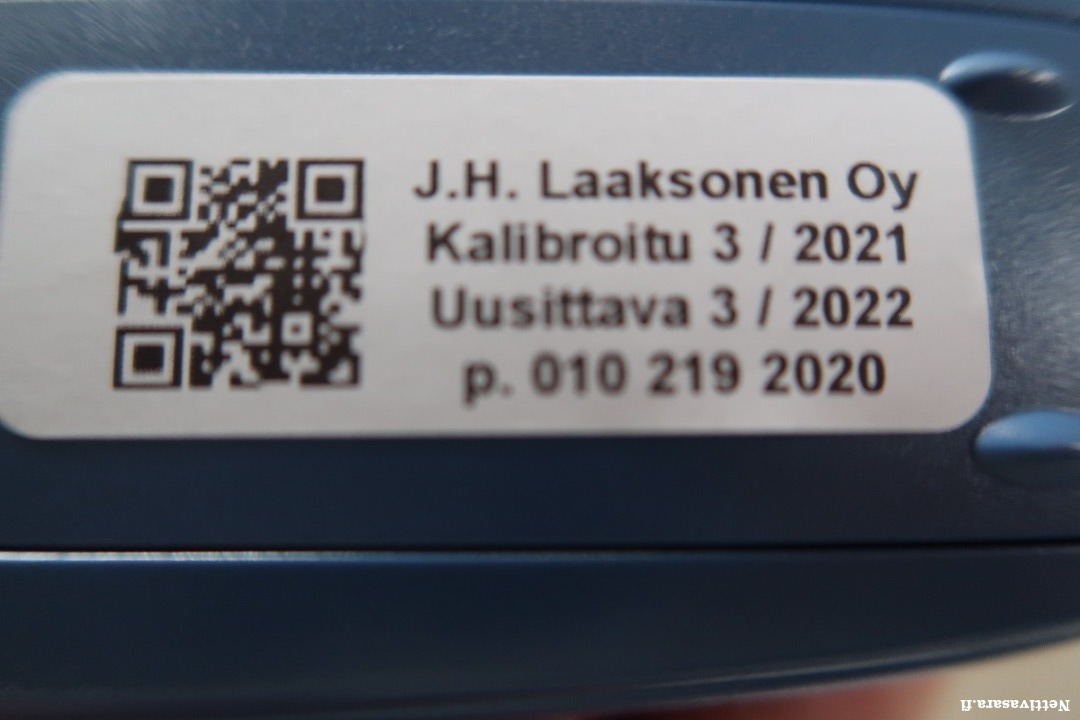 J.H. Laaksonen Oy
Kalibroitu 3 / 2021
Uusittava 3 / 2022
p. 010 219 2020
Nettivasara.fi